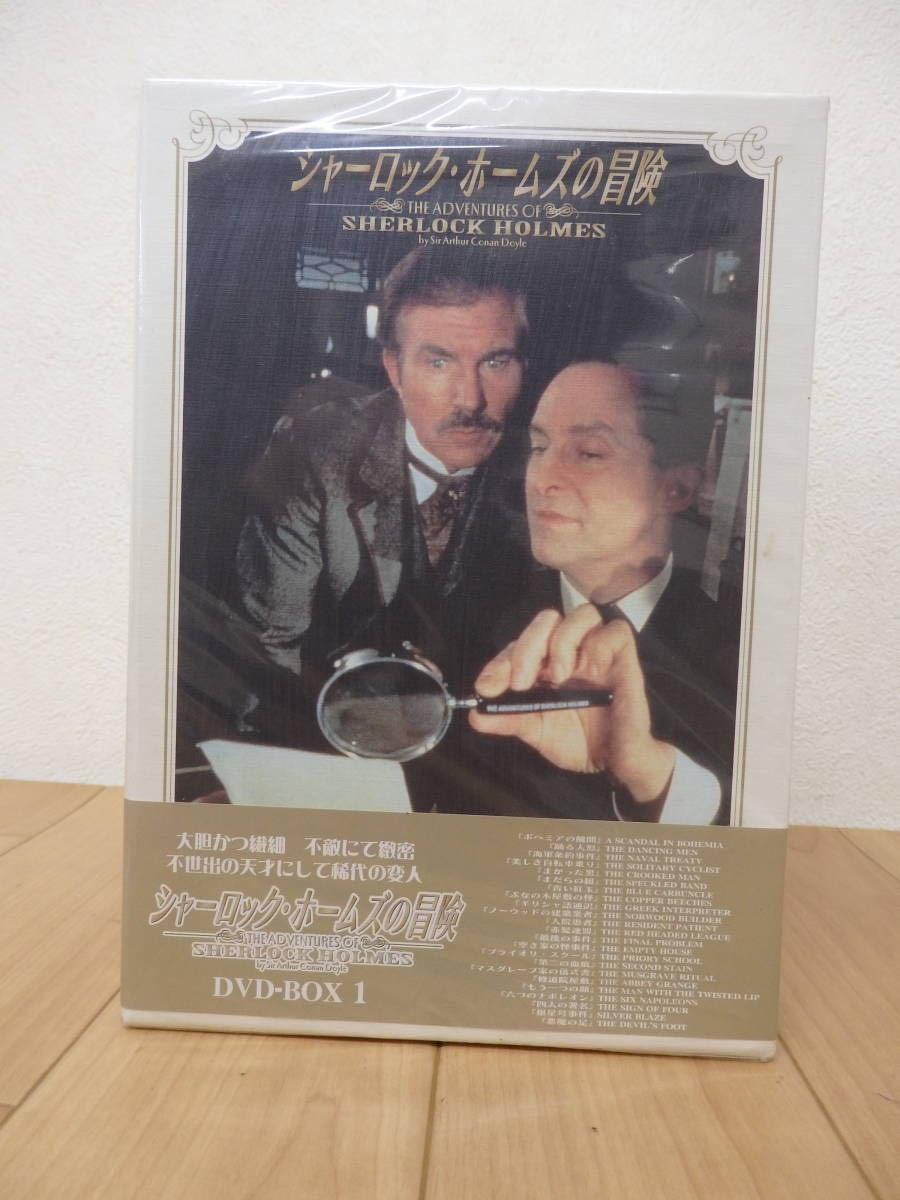 シャーロック・ホームズの冒険
THE ADVENTURES OF
SHERLOCK HOLMES
by Sir Arthur Conan Doyle
THE ADVENTURES OF SHERLOCK HOLMES
大胆かつ繊細 不敵にて緻密
不世出の天才にして稀代の変人
シャーロック・ホームズの冒険
THE ADVENTURES OF
SHERLOCK HOLMES
by Sir Arthur Conan Doyle
DVD-BOX 1
「ボヘミアの醜聞」A SCANDAL IN BOHEMIA
「踊る人形」THE DANCING MEN
「海軍条約事件」THE NAVAL TREATY
「美しき自転車乗り」THE SOLITARY CYCLIST
「まがった男」THE CROOKED MAN
「まだらの紐」THE SPECKLED BAND
「青い紅玉」THE BLUE CARBUNCLE
「ぶなの木屋敷の怪」THE COPPER BEECHES
「ギリシャ語通訳」THE GREEK INTERPRETER
「ノーウッドの建築業者」THE NORWOOD BUILDER
「入院患者」THE RESIDENT PATIENT
「赤髪連盟」THE RED HEADED LEAGUE
「最後の事件」THE FINAL PROBLEM
「空き家の怪事件」THE EMPTY HOUSE
「プライオリ・スクール」THE PRIORY SCHOOL
「第二の血痕」THE SECOND STAIN
「マスグレーブ家の儀式書」THE MUSGRAVE RITUAL
「修道院屋敷」THE ABBEY GRANGE
「もう一つの顔」THE MAN WITH THE TWISTED LIP
「六つのナポレオン」THE SIX NAPOLEONS
「四人の署名」THE SIGN OF FOUR
「銀星号事件」SILVER BLAZE
「悪魔の足」THE DEVIL'S FOOT